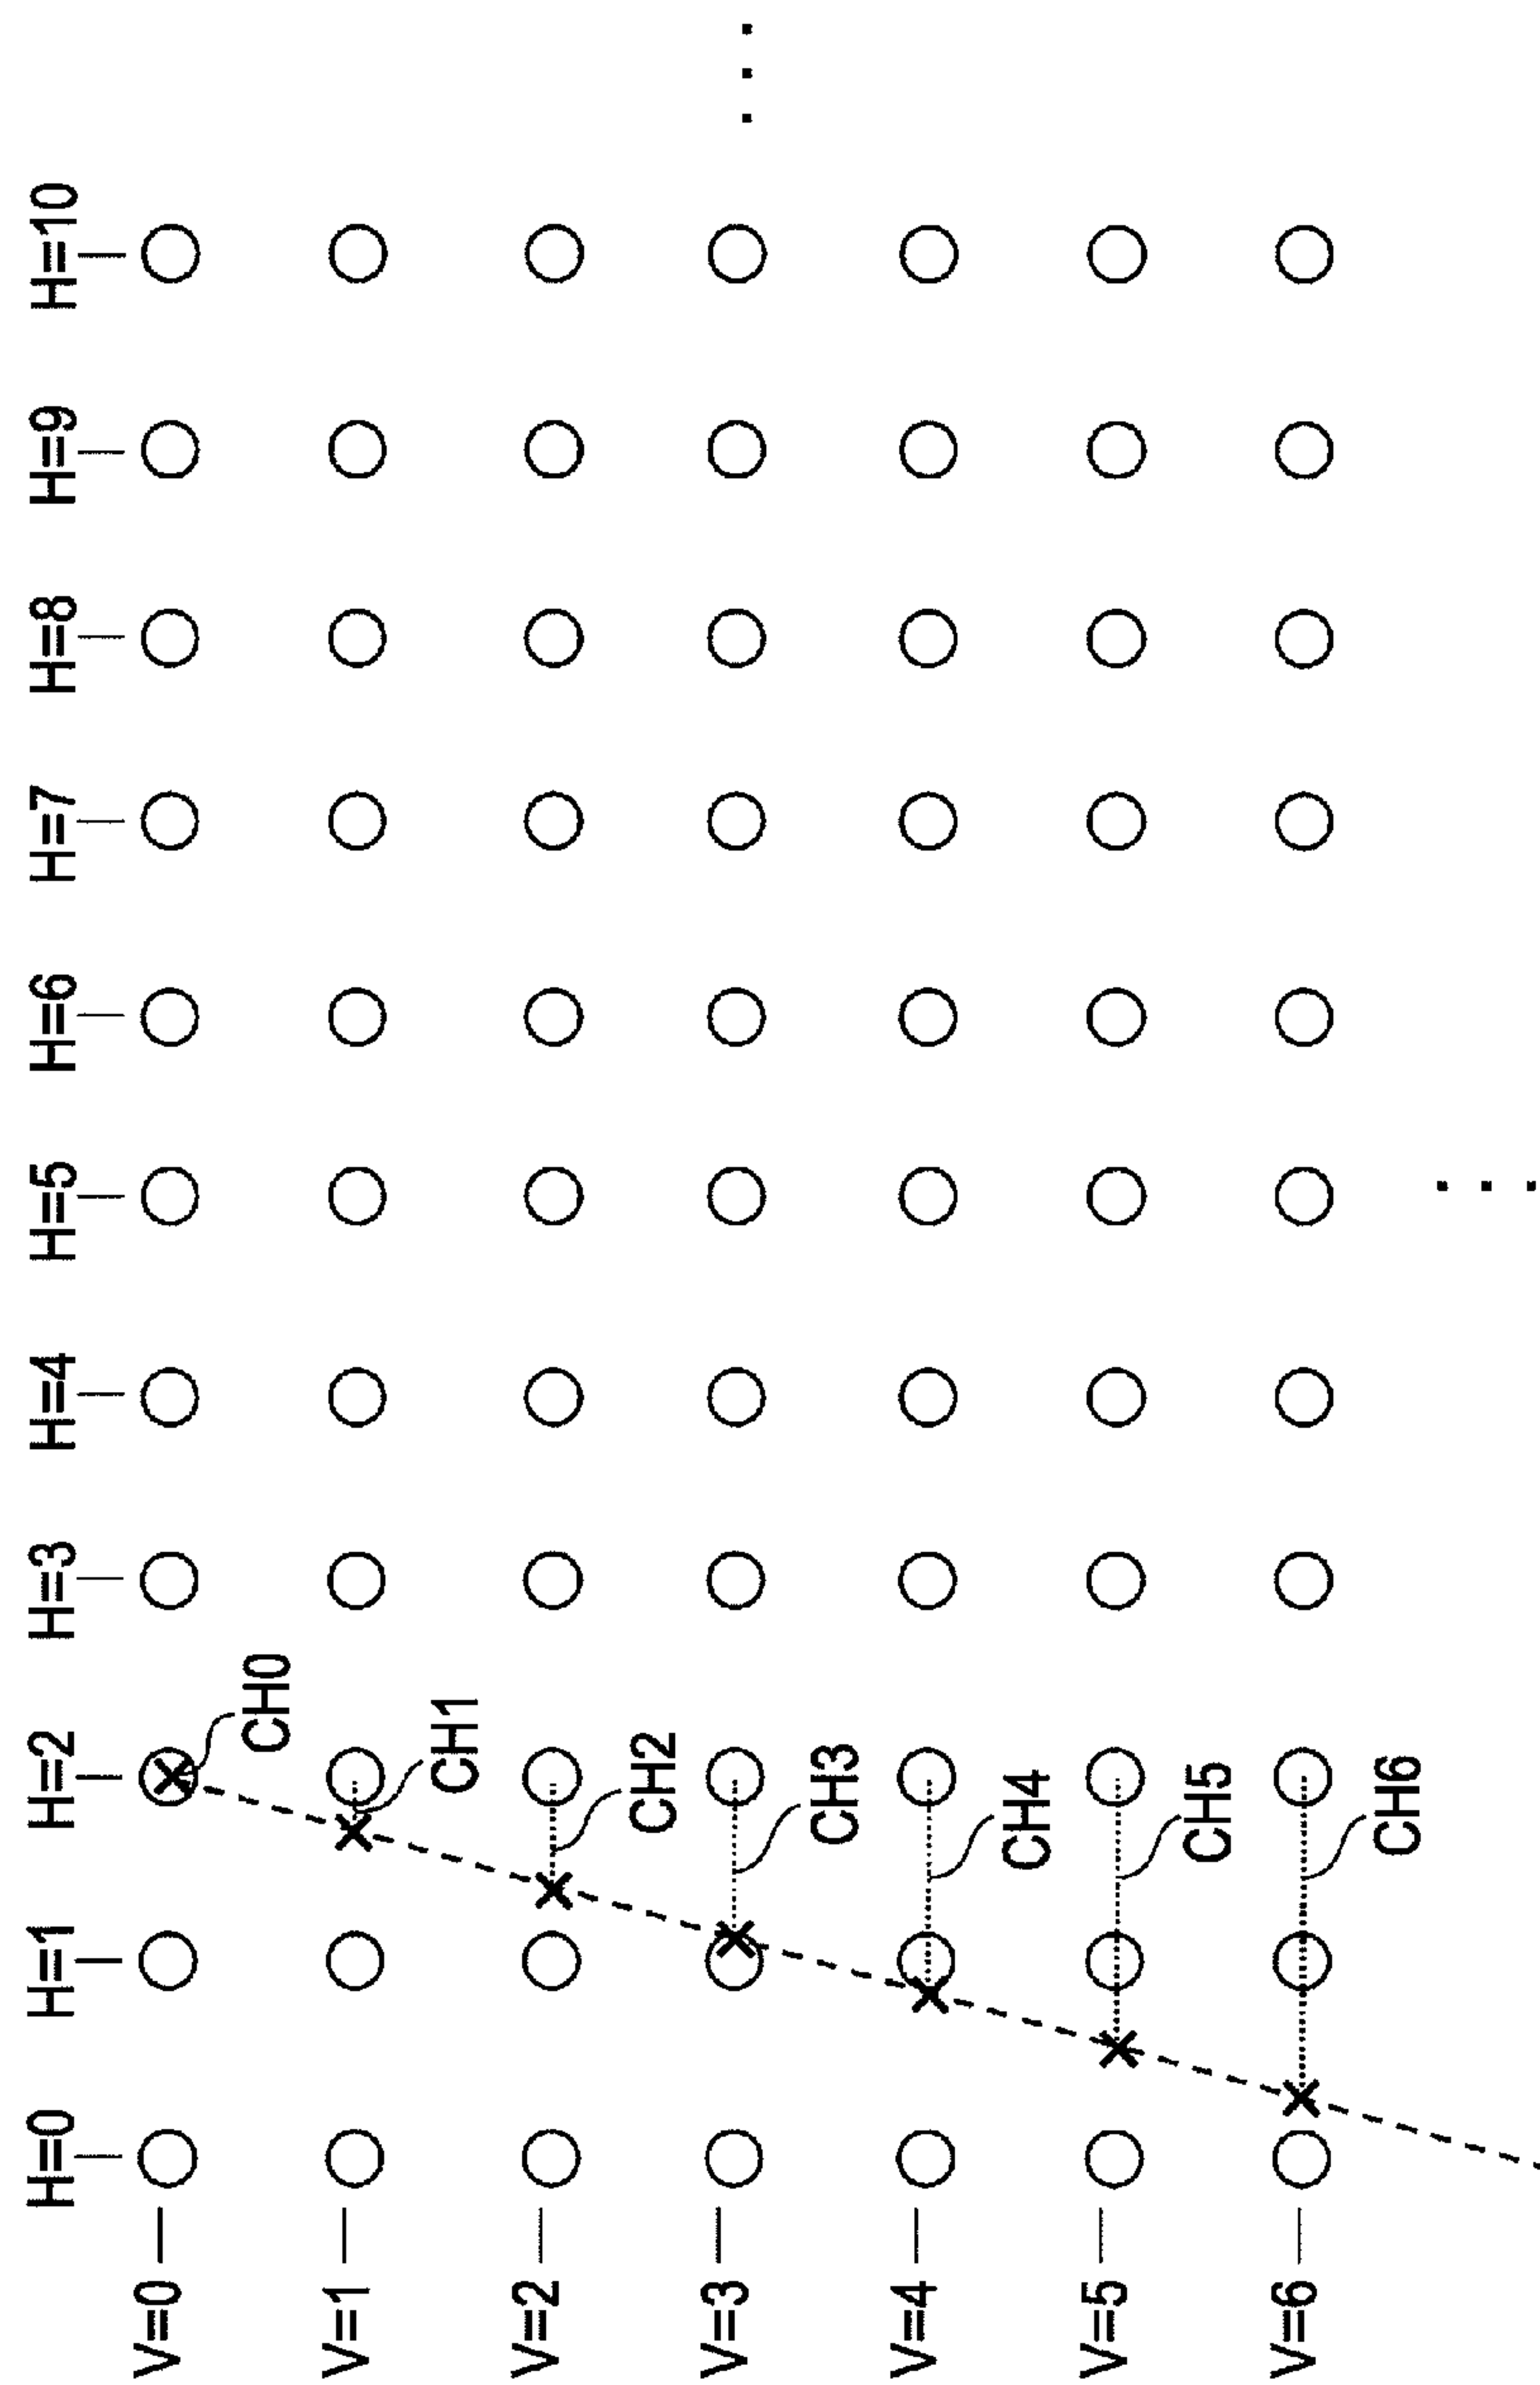 H=0 H=1 H=2 H=3 H=4 H=5 H=6 H=7 H=8 H=9 H=10
V=0
CH0
V=1
CH1
V=2
CH2
V=3
CH3
V=4
CH4
V=5
CH5
V=6
CH6